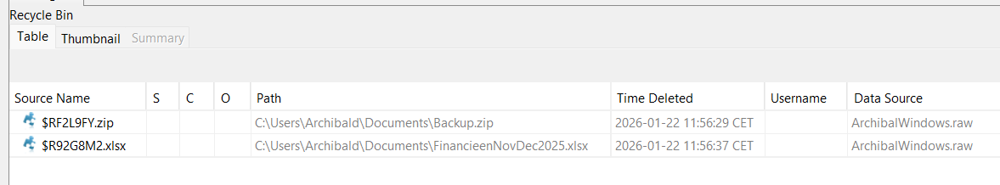 Recycle Bin
Table Thumbnail Summary
Source Name S C O Path Time Deleted Username Data Source
$RF2L9FY.zip C:\Users\Archibald\Documents\Backup.zip 2026-01-22 11:56:29 CET ArchibalWindows.raw
$R92G8M2.xlsx C:\Users\Archibald\Documents\FinancieenNovDec2025.xlsx 2026-01-22 11:56:37 CET ArchibalWindows.raw